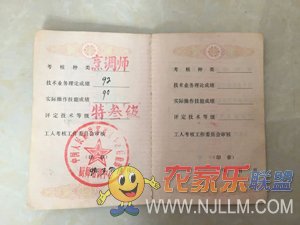 考核种类 烹调师
技术业务理论成绩 92
实际操作技能成绩 90
评定技术等级 特叁级
工人考核工作委员会审核
(印章)
考核种类
技术业务理论成绩
实际操作技能成绩
评定技术等级
工人考核工作委员会审核
(印章)
农家乐联盟
WWW.NJLLM.COM